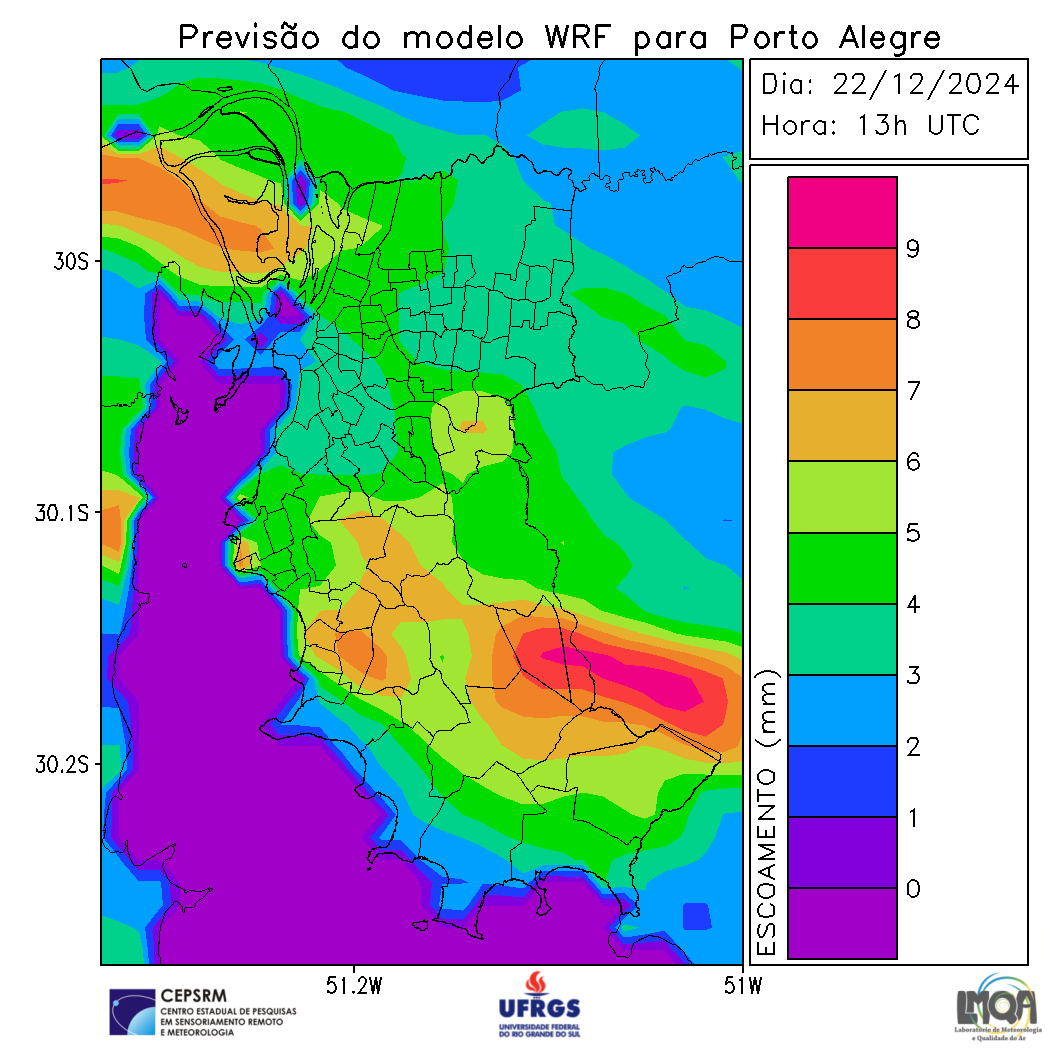 Previsão do modelo WRF para Porto Alegre
Dia: 22/12/2024
Hora: 13h UTC
30S
30.1S
30.2S
51.2W
51W
9
8
7
6
5
4
3
2
1
0
ESCOAMENTO (mm)
CEPSRM
CENTRO ESTADUAL DE PESQUISAS
EM SENSORIAMENTO REMOTO
E METEOROLOGIA
UFRGS
UNIVERSIDADE FEDERAL
DO RIO GRANDE DO SUL
LMQA
Laboratório de Meteorologia
e Qualidade do Ar